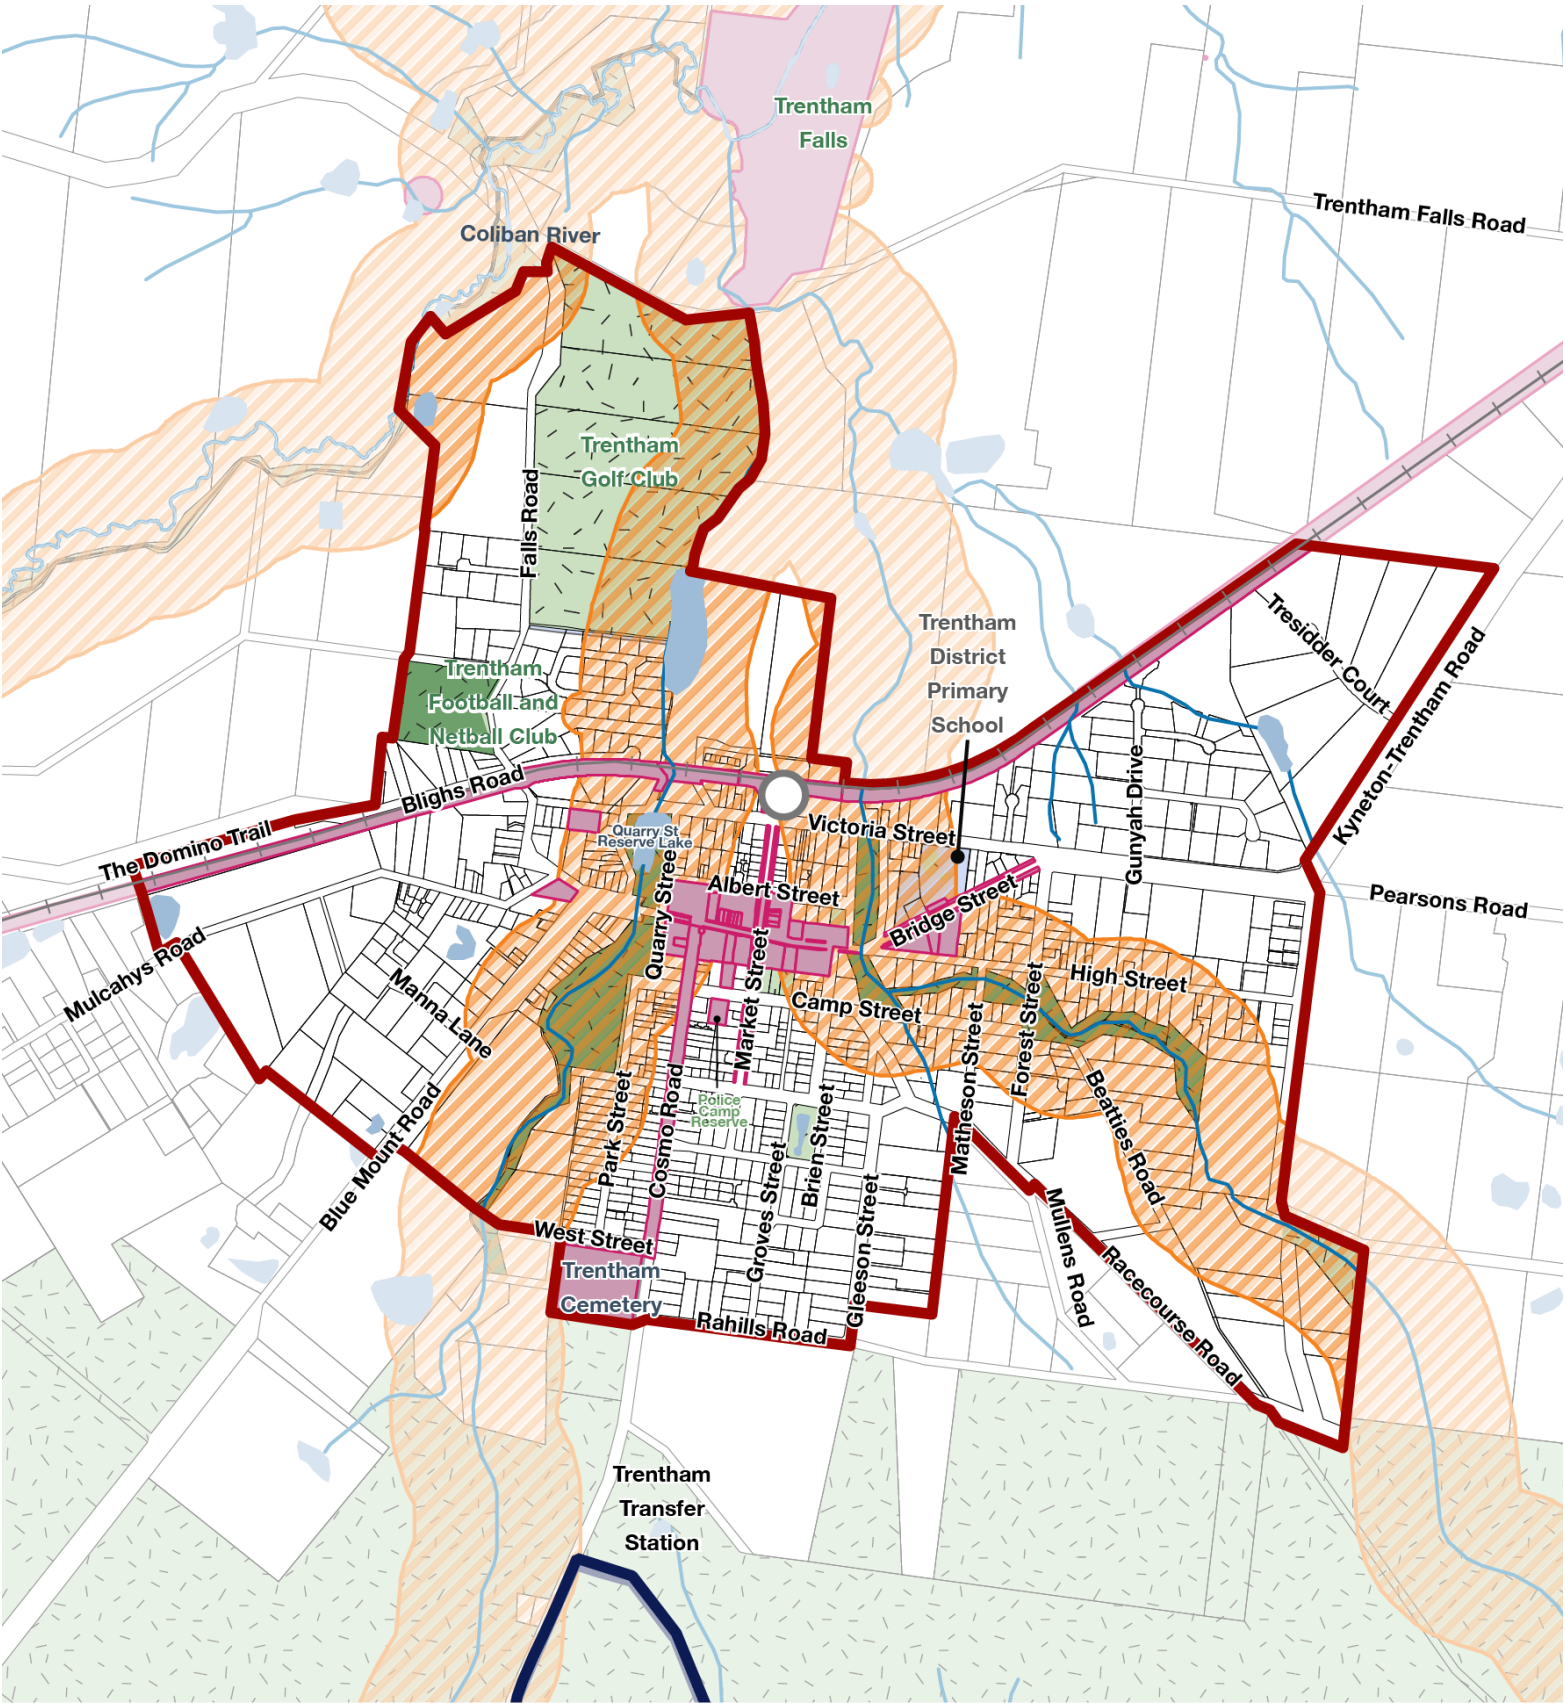 Trentham
Falls
Trentham Falls Road
Coliban River
Trentham
Golf Club
Falls Road
Trentham
District
Primary
School
Tresidder Court
Kyneton-Trentham Road
Trentham
Football and
Netball Club
Blighs Road
Gunyah Drive
The Domino Trail
Victoria Street
Quarry St
Reserve Lake
Albert Street
Bridge Street
Pearsons Road
Quarry Street
Mulcahys Road
Market Street
High Street
Manna Lane
Camp Street
Forest Street
Matheson Street
Beatties Road
Police
Camp
Reserve
Park Street
Cosmo Road
Brien Street
Groves Street
Gleeson Street
Blue Mount Road
Mullens Road
West Street
Racecourse Road
Trentham
Cemetery
Rahills Road
Trentham
Transfer
Station